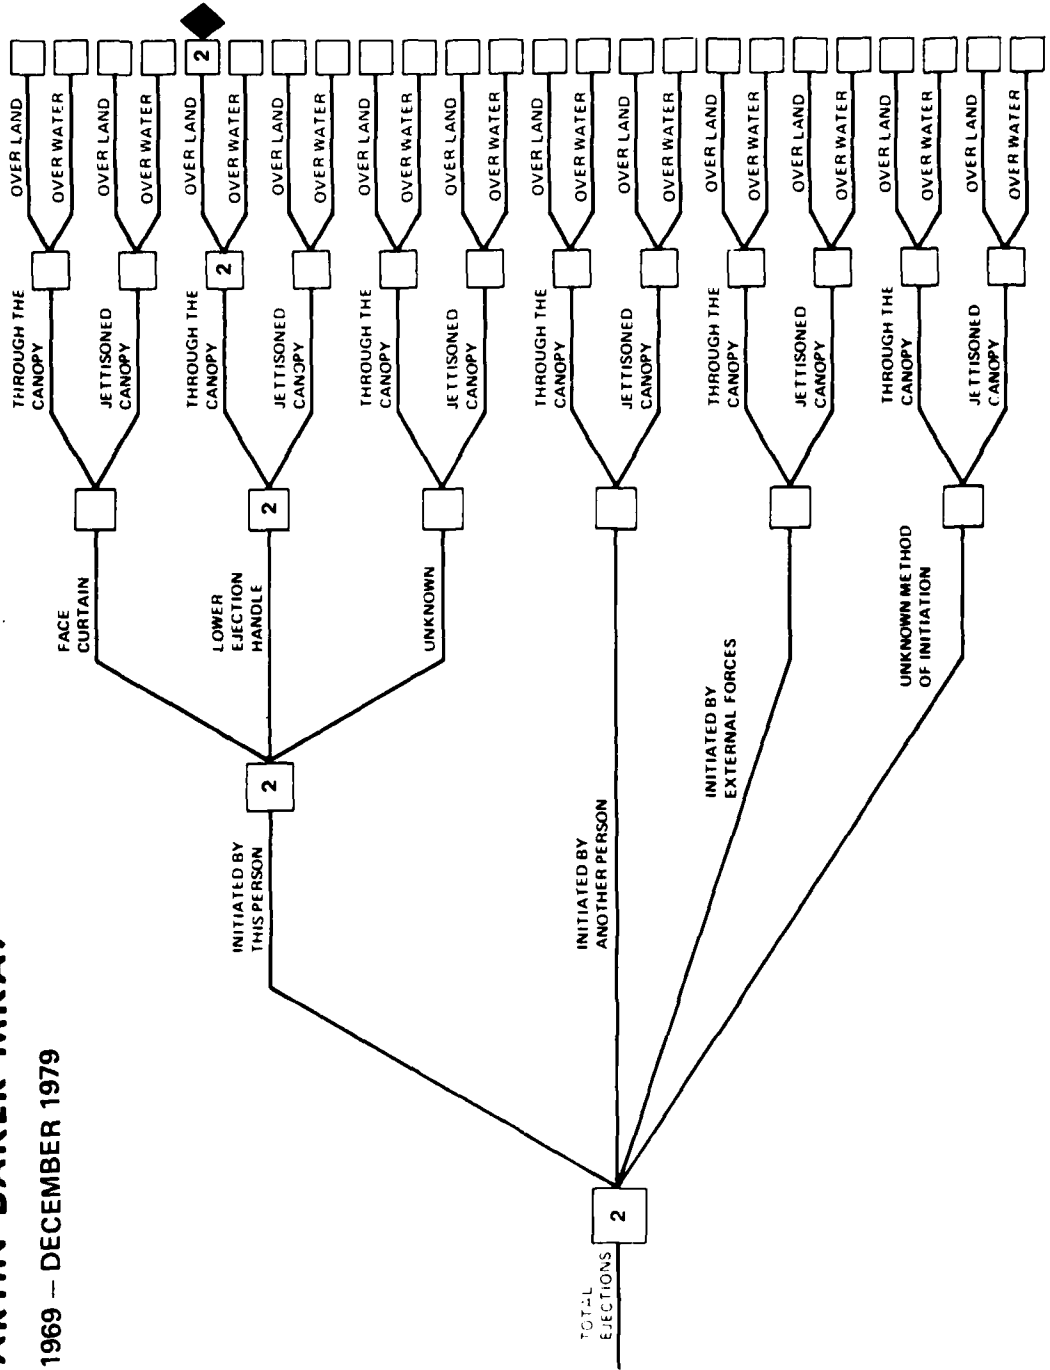 1969 – DECEMBER 1979
TOTAL
EJECTIONS
2
INITIATED BY
THIS PERSON
2
INITIATED BY
ANOTHER PERSON
INITIATED BY
EXTERNAL FORCES
UNKNOWN METHOD
OF INITIATION
FACE
CURTAIN
LOWER
EJECTION
HANDLE
2
UNKNOWN
THROUGH THE
CANOPY
JETTISONED
CANOPY
THROUGH THE
CANOPY
2
JETTISONED
CANOPY
THROUGH THE
CANOPY
JETTISONED
CANOPY
THROUGH THE
CANOPY
JETTISONED
CANOPY
THROUGH THE
CANOPY
JETTISONED
CANOPY
THROUGH THE
CANOPY
JETTISONED
CANOPY
OVER LAND
OVER WATER
OVER LAND
OVER WATER
OVER LAND
2
OVER WATER
OVER LAND
OVER WATER
OVER LAND
OVER WATER
OVER LAND
OVER WATER
OVER LAND
OVER WATER
OVER LAND
OVER WATER
OVER LAND
OVER WATER
OVER LAND
OVER WATER
OVER LAND
OVER WATER
OVER LAND
OVER WATER